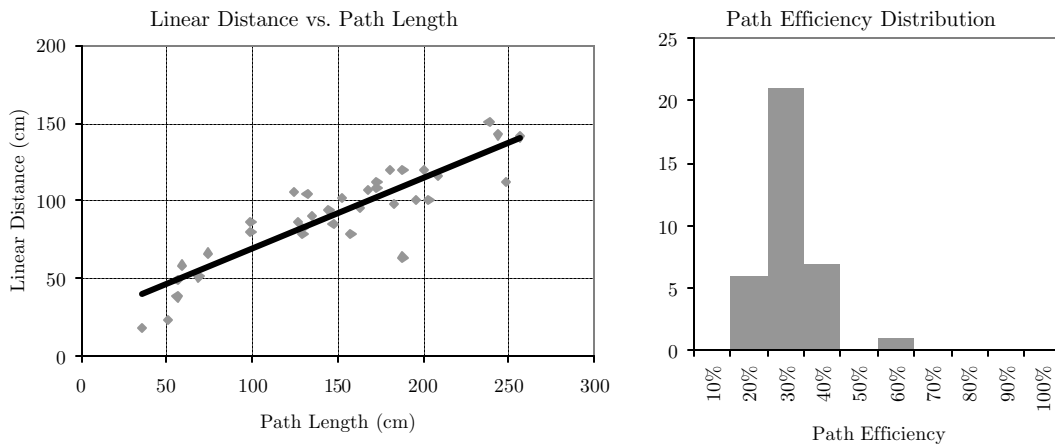 Linear Distance vs. Path Length
200
150
100
50
0
Linear Distance (cm)
0 50 100 150 200 250 300
Path Length (cm)
Path Efficiency Distribution
25
20
15
10
5
0
10% 20% 30% 40% 60% 70% 80% 90% 100%
Path Efficiency